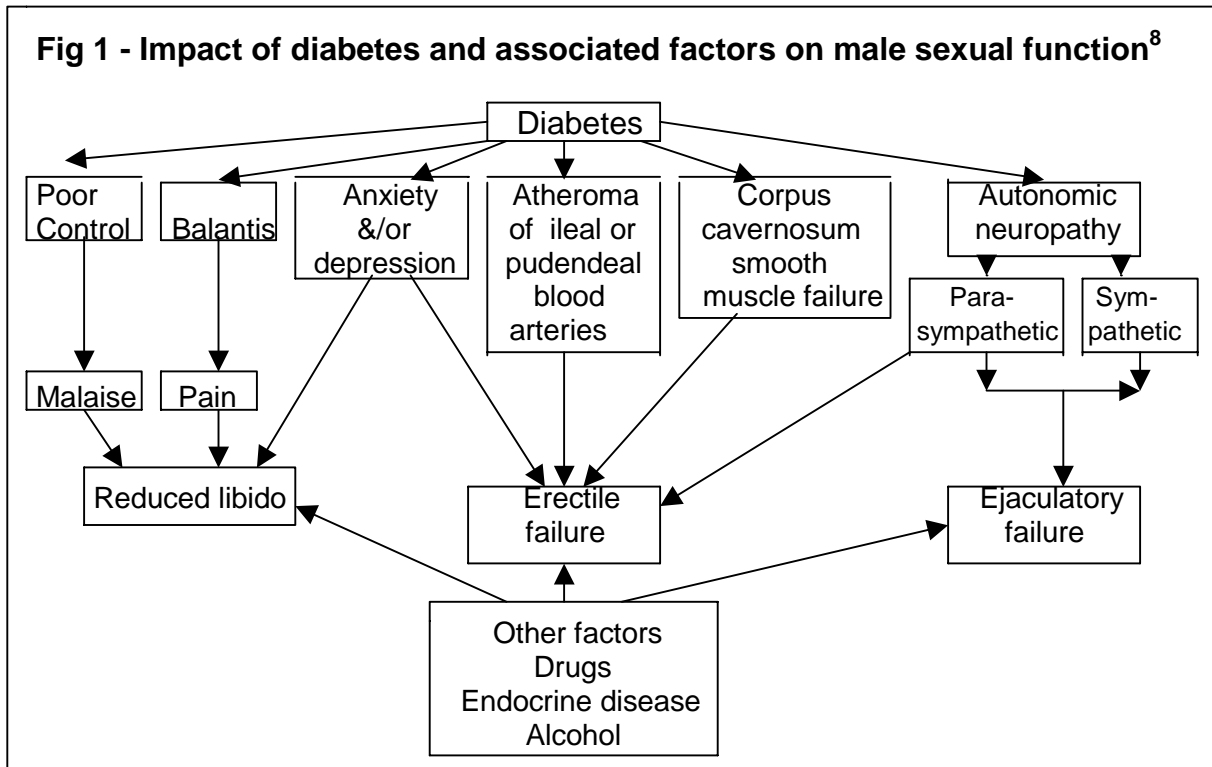 Fig 1 - Impact of diabetes and associated factors on male sexual function8
Diabetes
Poor
Control
Balantis
Anxiety
&/or
depression
Atheroma
of ileal or
pudendeal
blood
arteries
Corpus
cavernosum
smooth
muscle failure
Autonomic
neuropathy
Para-
sympathetic
Sym-
pathetic
Malaise
Pain
Reduced libido
Erectile
failure
Ejaculatory
failure
Other factors
Drugs
Endocrine disease
Alcohol